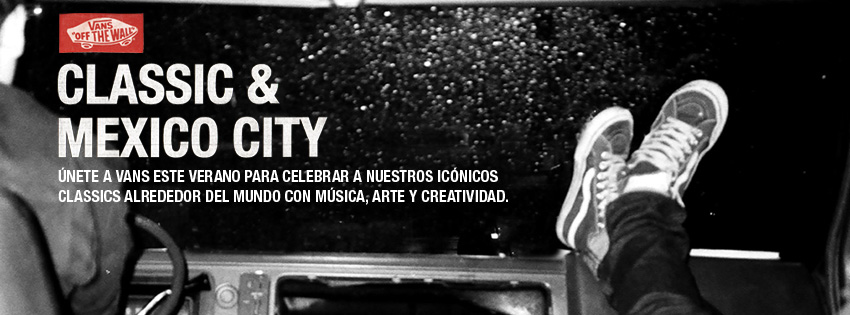 VANS
"OFF THE WALL"
CLASSIC &
MEXICO CITY
ÚNETE A VANS ESTE VERANO PARA CELEBRAR A NUESTROS ICÓNICOS
CLASSICS ALREDEDOR DEL MUNDO CON MÚSICA, ARTE Y CREATIVIDAD.